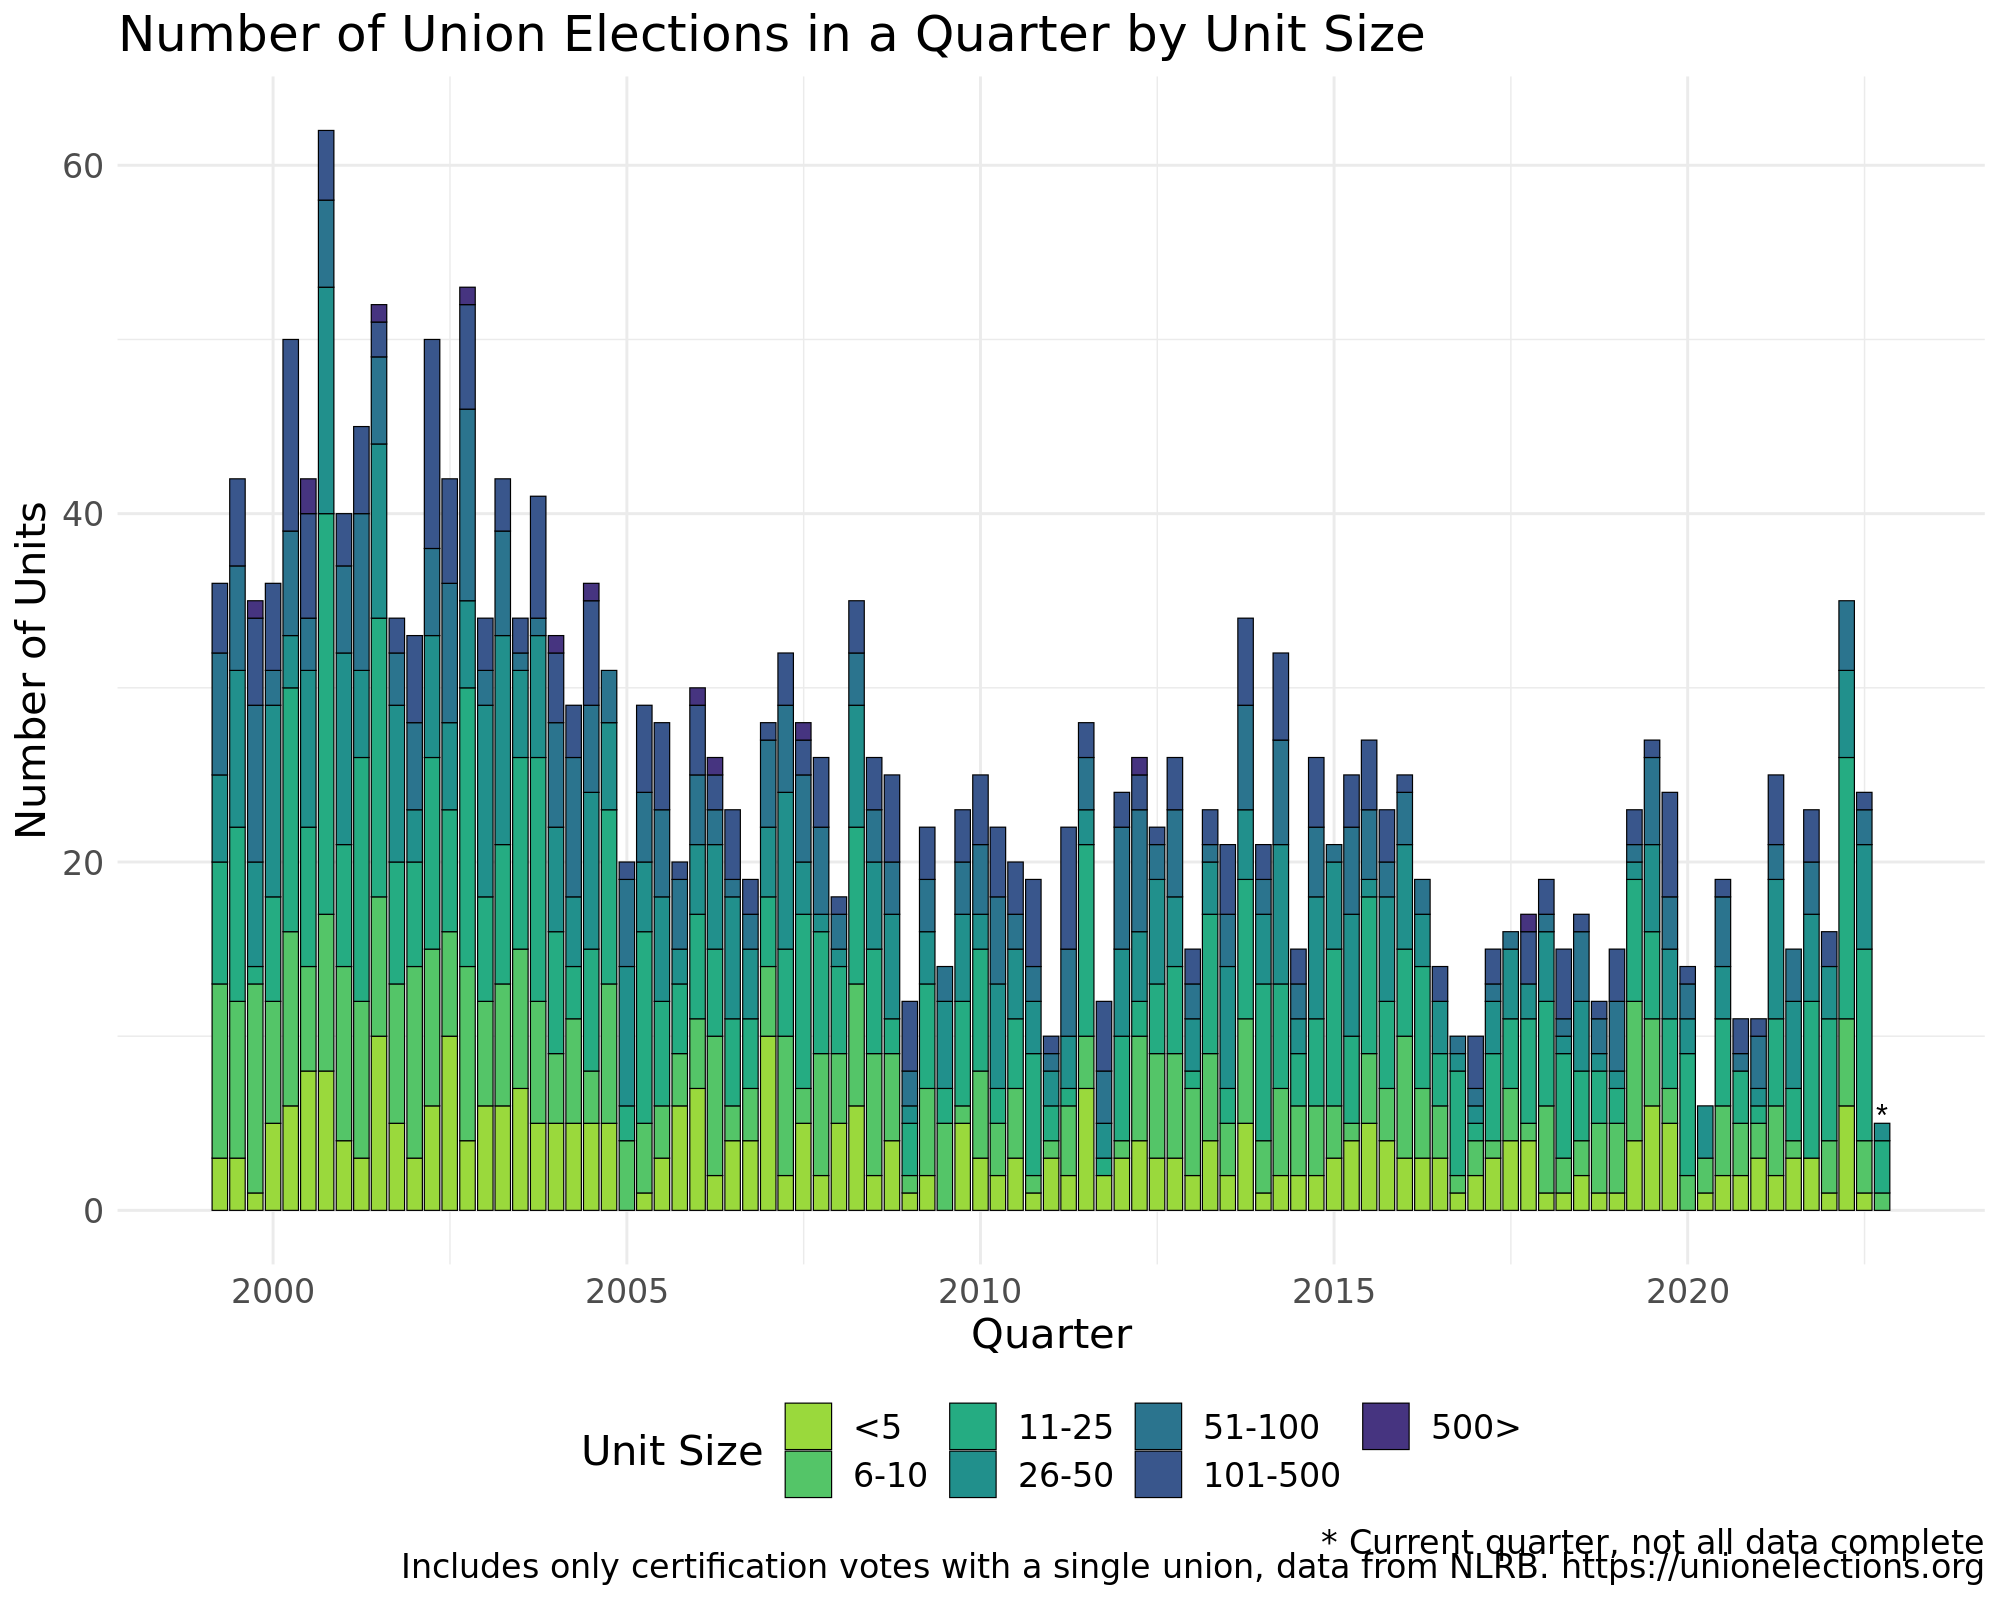 Number of Union Elections in a Quarter by Unit Size
Number of Units
60
40
20
0
*
2000 2005 2010 2015 2020
Quarter
Unit Size
<5 11-25 51-100 500>
6-10 26-50 101-500
* Current quarter, not all data complete
Includes only certification votes with a single union, data from NLRB. https://unionelections.org